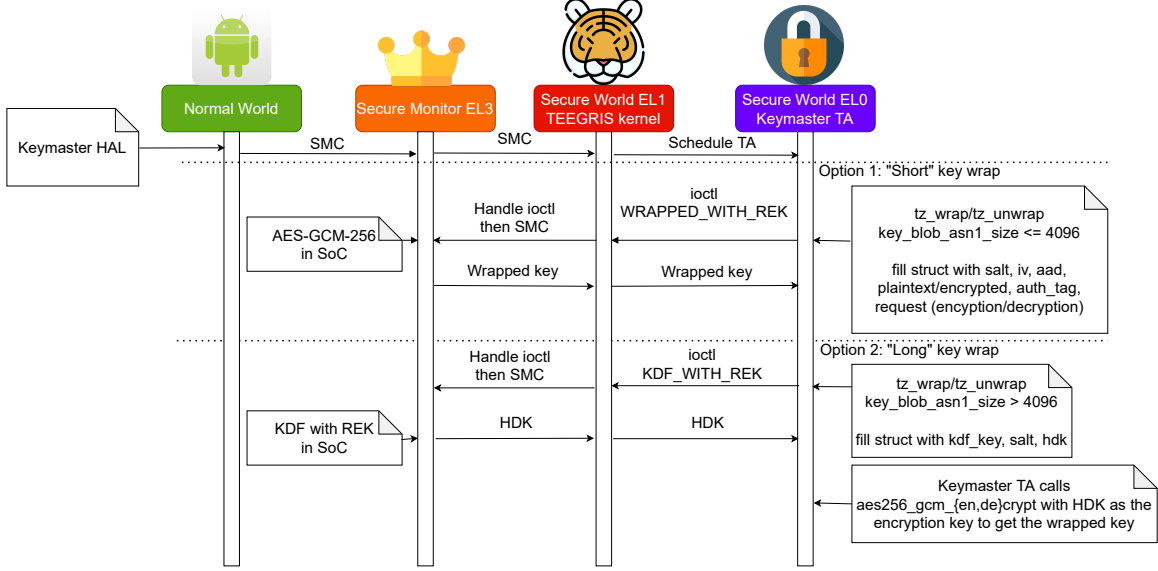 Normal World
Secure Monitor EL3
Secure World EL1
TEEGRIS kernel
Secure World EL0
Keymaster TA
Keymaster HAL
SMC
SMC
Schedule TA
Option 1: "Short" key wrap
ioctl
WRAPPED_WITH_REK
Handle ioctl
then SMC
AES-GCM-256
in SoC
tz_wrap/tz_unwrap
key_blob_asn1_size <= 4096
fill struct with salt, iv, aad,
plaintext/encrypted, auth_tag,
request (encyption/decryption)
Wrapped key
Wrapped key
Option 2: "Long" key wrap
Handle ioctl
then SMC
ioctl
KDF_WITH_REK
tz_wrap/tz_unwrap
key_blob_asn1_size > 4096
fill struct with kdf_key, salt, hdk
KDF with REK
in SoC
HDK
HDK
Keymaster TA calls
aes256_gcm_{en,de}crypt with HDK as the
encryption key to get the wrapped key